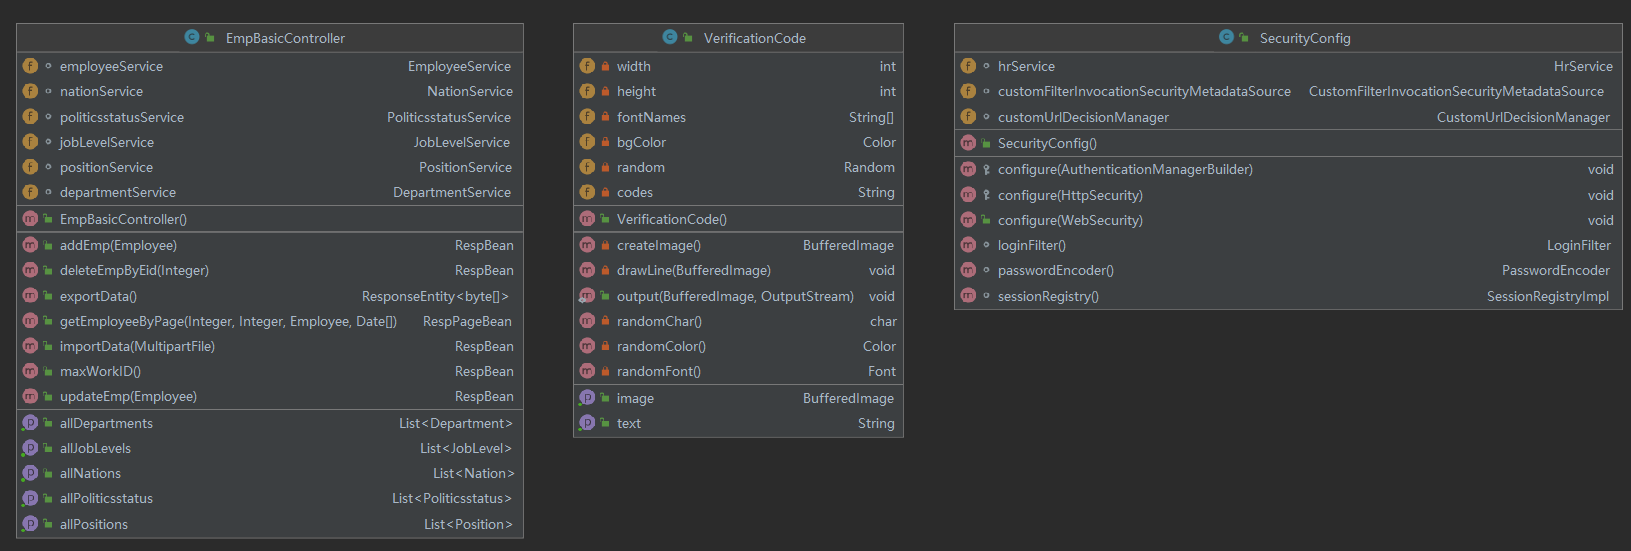 EmpBasicController
employeeService EmployeeService
nationService NationService
politicsstatusService PoliticsstatusService
jobLevelService JobLevelService
positionService PositionService
departmentService DepartmentService
EmpBasicController()
addEmp(Employee) RespBean
deleteEmpByEid(Integer) RespBean
exportData() ResponseEntity<byte[]>
getEmployeeByPage(Integer, Integer, Employee, Date[]) RespPageBean
importData(MultipartFile) RespBean
maxWorkID() RespBean
updateEmp(Employee) RespBean
allDepartments List<Department>
allJobLevels List<JobLevel>
allNations List<Nation>
allPoliticsstatus List<Politicsstatus>
allPositions List<Position>
VerificationCode
width int
height int
fontNames String[]
bgColor Color
random Random
codes String
VerificationCode()
createImage() BufferedImage
drawLine(BufferedImage) void
output(BufferedImage, OutputStream) void
randomChar() char
randomColor() Color
randomFont() Font
image BufferedImage
text String
SecurityConfig
hrService HrService
customFilterInvocationSecurityMetadataSource CustomFilterInvocationSecurityMetadataSource
customUrlDecisionManager CustomUrlDecisionManager
SecurityConfig()
configure(AuthenticationManagerBuilder) void
configure(HttpSecurity) void
configure(WebSecurity) void
loginFilter() LoginFilter
passwordEncoder() PasswordEncoder
sessionRegistry() SessionRegistryImpl